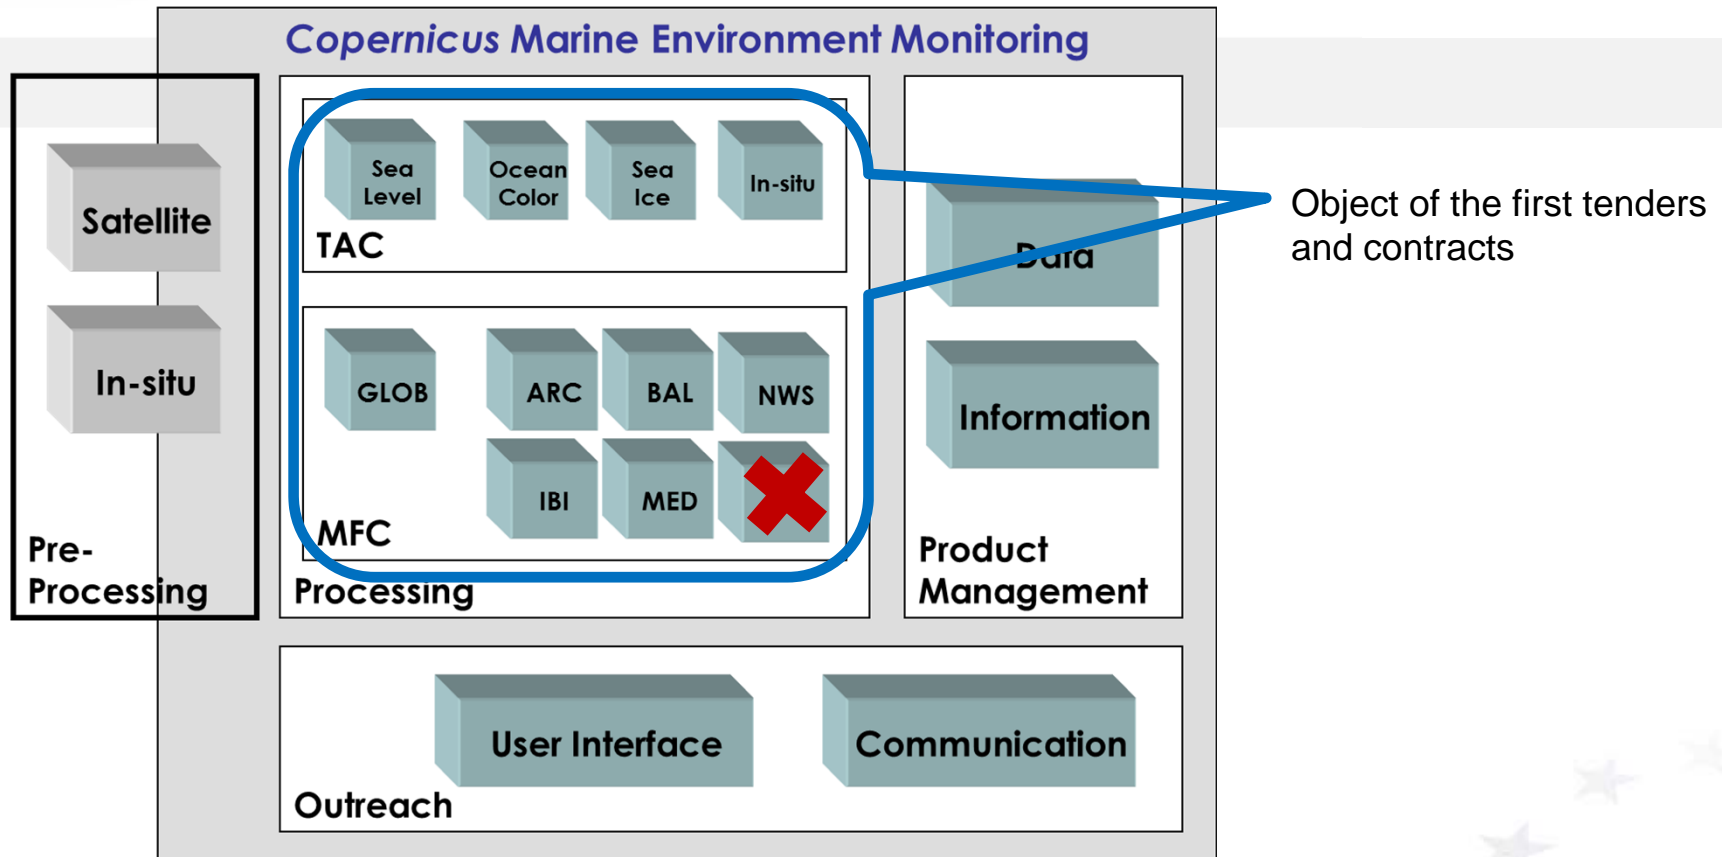 Copernicus Marine Environment Monitoring
Satellite
In-situ
Pre-
Processing
Sea
Level
Ocean
Color
Sea
Ice
In-situ
TAC
GLOB
ARC
BAL
NWS
IBI
MED
MFC
Processing
Data
Information
Product
Management
Object of the first tenders
and contracts
User Interface
Communication
Outreach